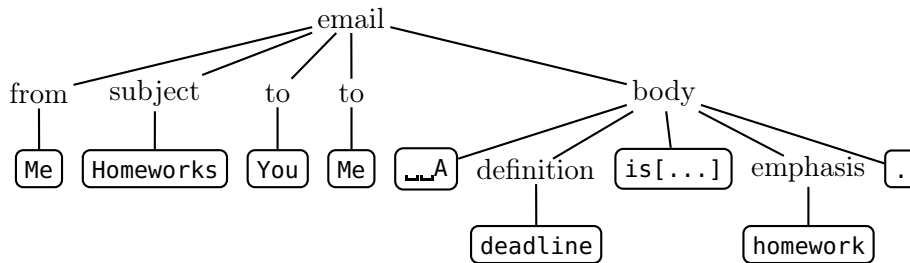 email
from subject to to body
Me Homeworks You Me ␣␣A definition is[...] emphasis .
deadline homework